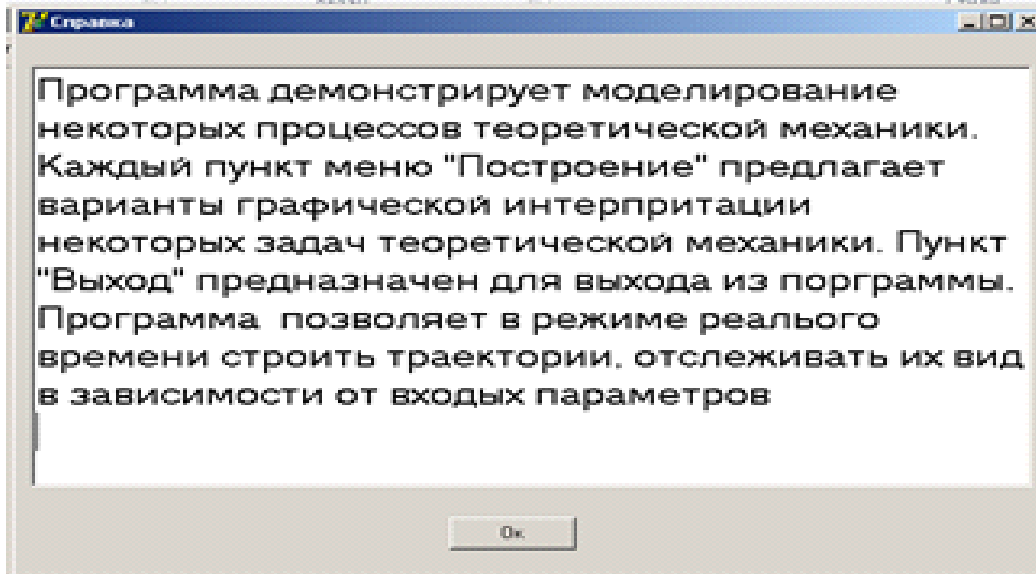 Справка
Программа демонстрирует моделирование
некоторых процессов теоретической механики.
Каждый пункт меню "Построение" предлагает
варианты графической интерпритации
некоторых задач теоретической механики. Пункт
"Выход" предназначен для выхода из порграммы.
Программа  позволяет в режиме реалього
времени строить траектории, отслеживать их вид
в зависимости от входых параметров
Ок